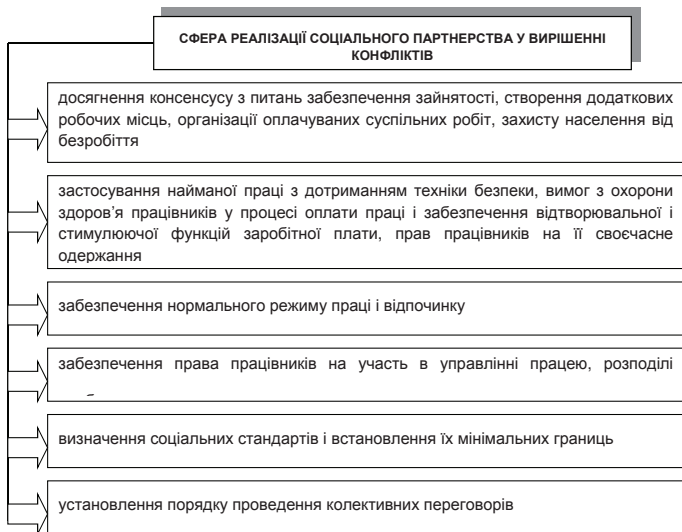 СФЕРА РЕАЛІЗАЦІЇ СОЦІАЛЬНОГО ПАРТНЕРСТВА У ВИРІШЕННІ
КОНФЛІКТІВ
досягнення консенсусу з питань забезпечення зайнятості, створення додаткових
робочих місць, організації оплачуваних суспільних робіт, захисту населення від
безробіття
застосування найманої праці з дотриманням техніки безпеки, вимог з охорони
здоров’я працівників у процесі оплати праці і забезпечення відтворювальної і
стимулюючої функцій заробітної плати, прав працівників на її своєчасне
одержання
забезпечення нормального режиму праці і відпочинку
забезпечення права працівників на участь в управлінні працею, розподілі
визначення соціальних стандартів і встановлення їх мінімальних границь
установлення порядку проведення колективних переговорів